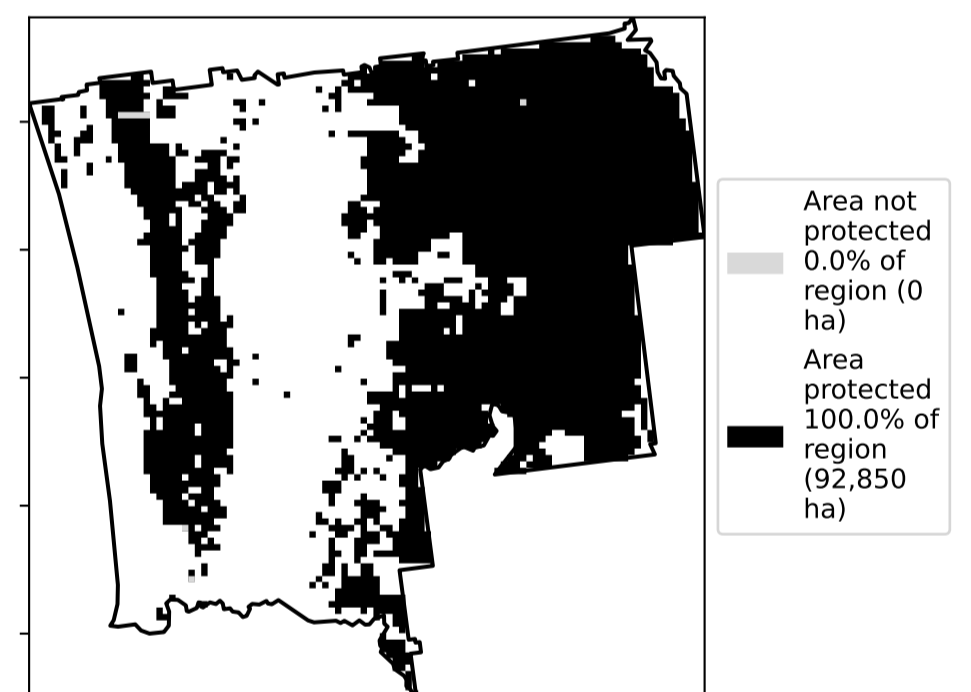 Area not
protected
0.0% of
region (0
ha)
Area
protected
100.0% of
region
(92,850
ha)